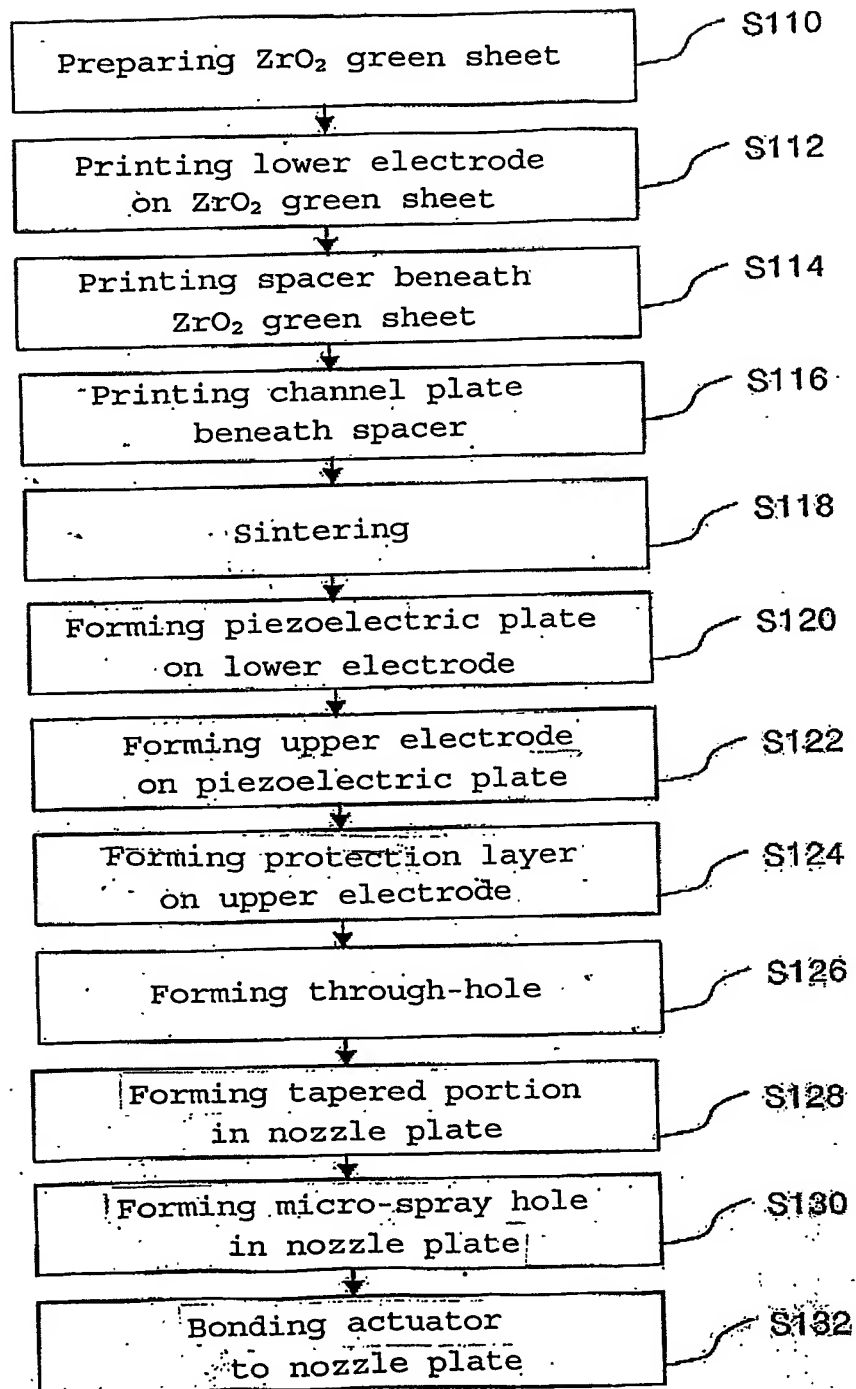 Preparing ZrO₂ green sheet
S110
Printing lower electrode
on ZrO₂ green sheet
S112
Printing spacer beneath
ZrO₂ green sheet
S114
Printing channel plate
beneath spacer
S116
Sintering
S118
Forming piezoelectric plate
on lower electrode
S120
Forming upper electrode
on piezoelectric plate
S122
Forming protection layer
on upper electrode
S124
Forming through-hole
S126
Forming tapered portion
in nozzle plate
S128
Forming micro-spray hole
in nozzle plate
S130
Bonding actuator
to nozzle plate
S132